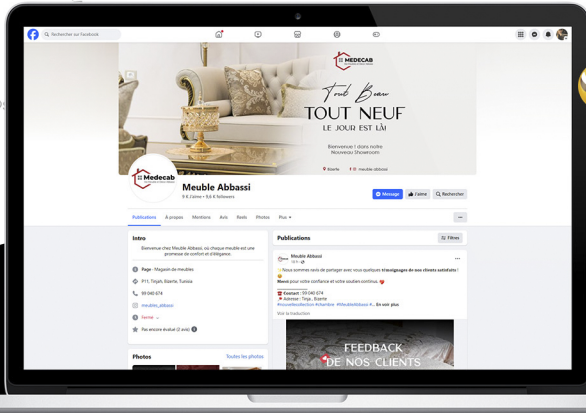 Rechercher sur Facebook
MEDECAB
Tout Beau
TOUT NEUF
LE JOUR EST LÀ!
Bienvenue ! dans notre
Nouveau Showroom
Bizerte
meuble abbassi
Medecab
Meuble Abbassi
9 K J'aime • 9,6 K followers
Message
J'aime
Rechercher
Publications
À propos
Mentions
Avis
Reels
Photos
Plus
Intro
Bienvenue chez Meuble Abbassi, où chaque meuble est une
promesse de confort et d'élégance.
Page · Magasin de meubles
P11, Tinjah, Bizerte, Tunisia
99 040 674
meubles_abbassi
Fermé
Pas encore évalué (2 avis)
Photos
Toutes les photos
Publications
Filtres
Meuble Abbassi
Nous sommes ravis de partager avec vous quelques témoignages de nos clients satisfaits !
Merci pour votre confiance et votre soutien continus.
Contact : 99 040 674
Adresse : Tinja , Bizerte
#nouvellecollection #chambre #MeubleAbbassi #... En voir plus
Voir la traduction
FEEDBACK
DE NOS CLIENTS